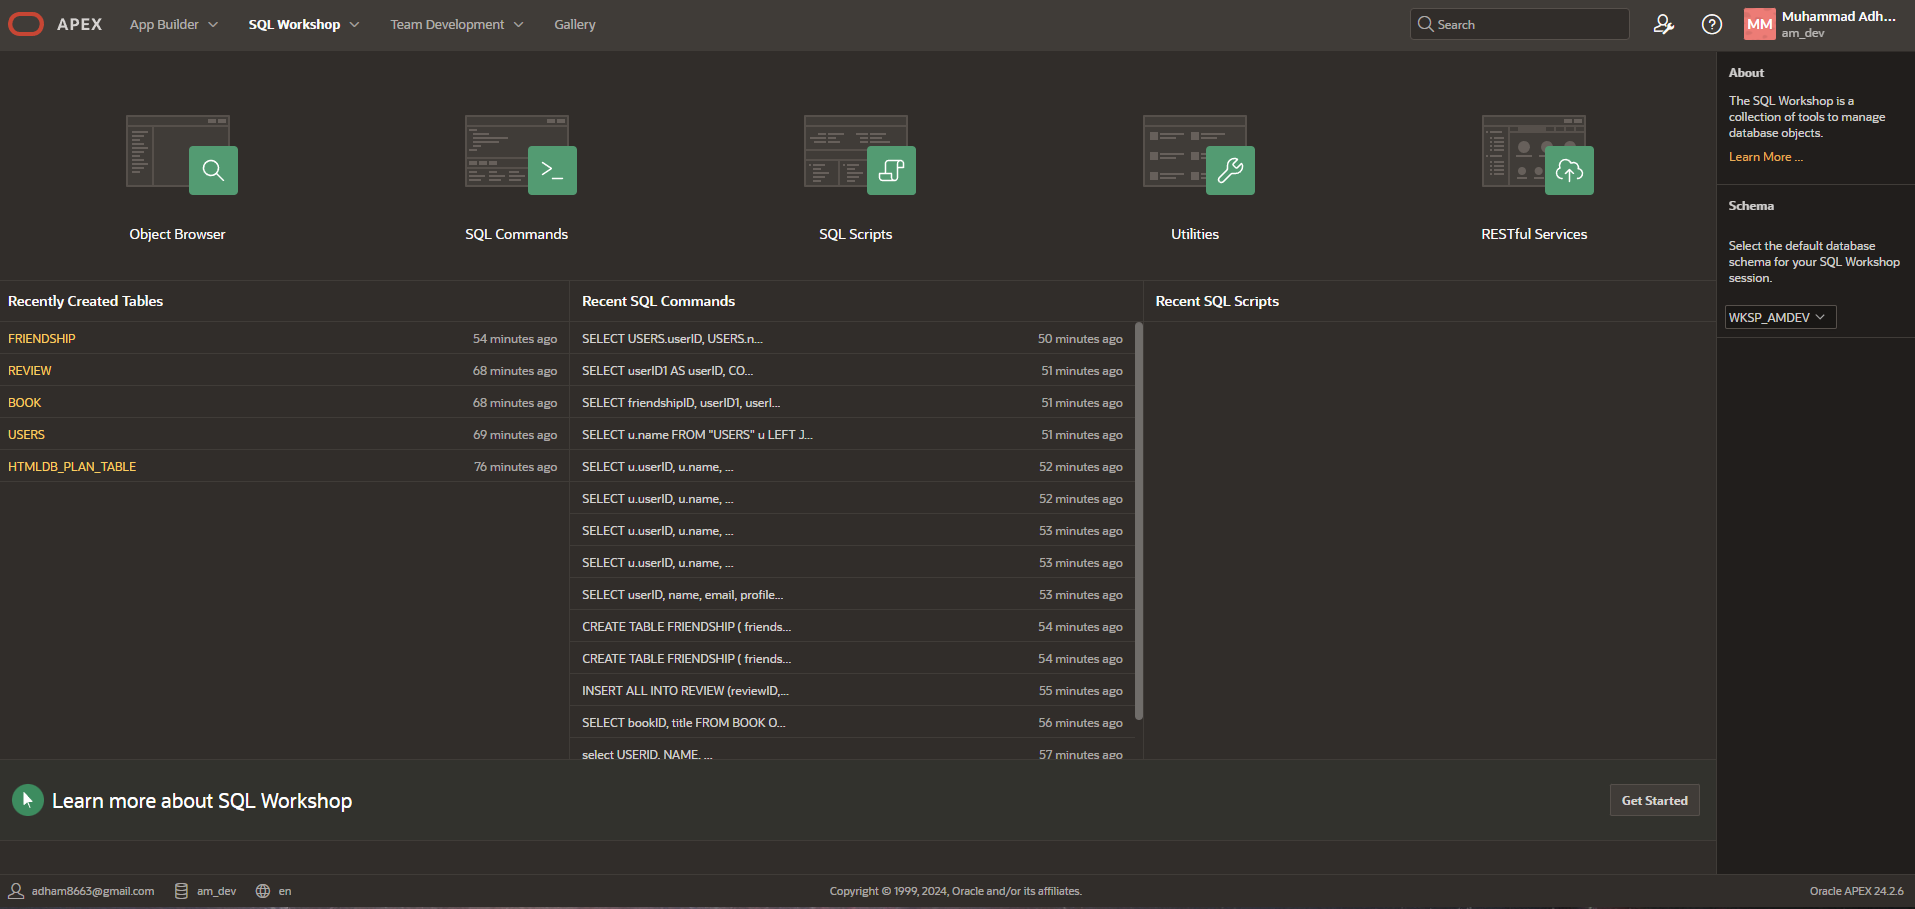 APEX
App Builder
SQL Workshop
Team Development
Gallery
Search
MM
Muhammad Adh...
am_dev
Object Browser
SQL Commands
SQL Scripts
Utilities
RESTful Services
About
The SQL Workshop is a
collection of tools to manage
database objects.
Learn More ...
Schema
Select the default database
schema for your SQL Workshop
session.
WKSP_AMDEV
Recently Created Tables
FRIENDSHIP 54 minutes ago
REVIEW 68 minutes ago
BOOK 68 minutes ago
USERS 69 minutes ago
HTMLDB_PLAN_TABLE 76 minutes ago
Recent SQL Commands
SELECT USERS.userID, USERS.n... 50 minutes ago
SELECT userID1 AS userID, CO... 51 minutes ago
SELECT friendshipID, userID1, userI... 51 minutes ago
SELECT u.name FROM "USERS" u LEFT J... 51 minutes ago
SELECT u.userID, u.name, ... 52 minutes ago
SELECT u.userID, u.name, ... 52 minutes ago
SELECT u.userID, u.name, ... 53 minutes ago
SELECT u.userID, u.name, ... 53 minutes ago
SELECT userID, name, email, profile... 53 minutes ago
CREATE TABLE FRIENDSHIP ( friends... 54 minutes ago
CREATE TABLE FRIENDSHIP ( friends... 54 minutes ago
INSERT ALL INTO REVIEW (reviewID,... 55 minutes ago
SELECT bookID, title FROM BOOK O... 56 minutes ago
select USERID, NAME, ... 57 minutes ago
Recent SQL Scripts
Learn more about SQL Workshop
Get Started
adham8663@gmail.com
am_dev
en
Copyright © 1999, 2024, Oracle and/or its affiliates.
Oracle APEX 24.2.6